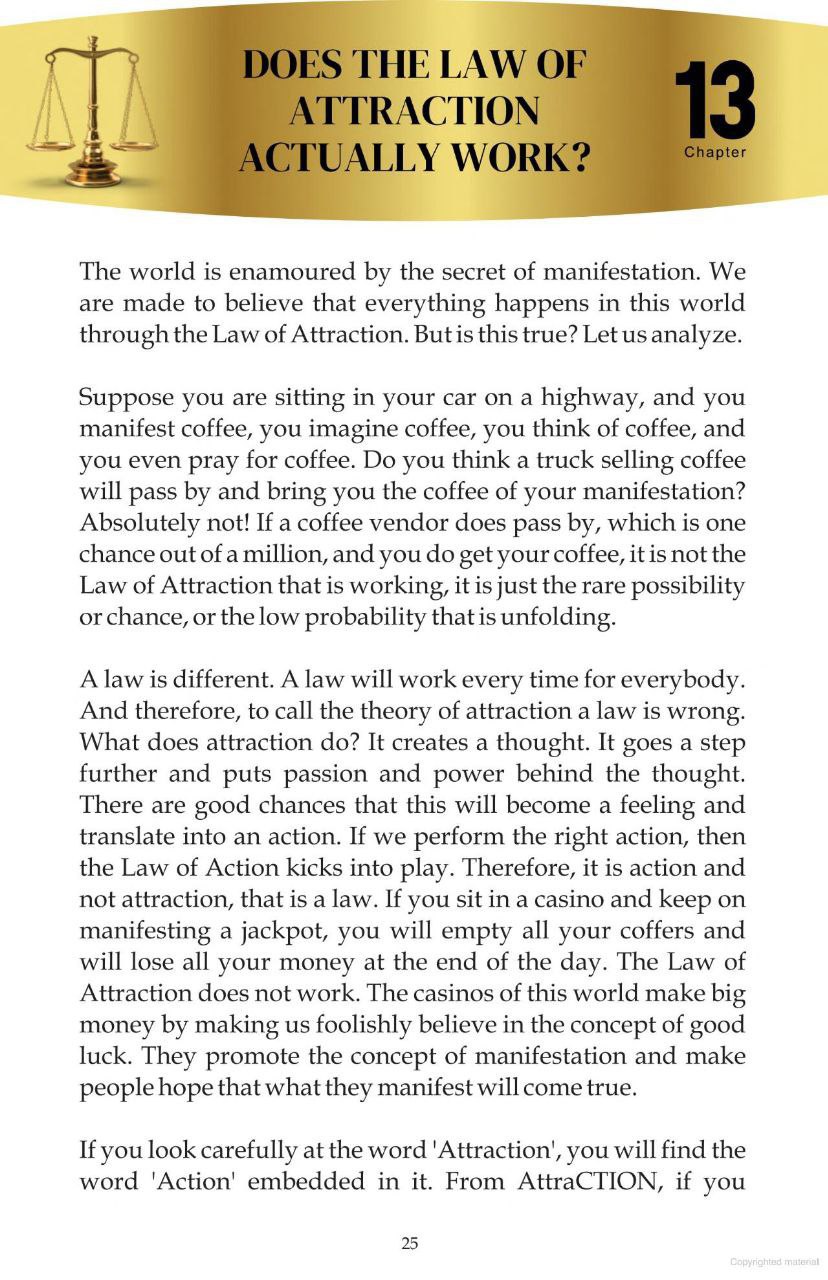 DOES THE LAW OF
ATTRACTION
ACTUALLY WORK?
13
Chapter
The world is enamoured by the secret of manifestation. We
are made to believe that everything happens in this world
through the Law of Attraction. But is this true? Let us analyze.
Suppose you are sitting in your car on a highway, and you
manifest coffee, you imagine coffee, you think of coffee, and
you even pray for coffee. Do you think a truck selling coffee
will pass by and bring you the coffee of your manifestation?
Absolutely not! If a coffee vendor does pass by, which is one
chance out of a million, and you do get your coffee, it is not the
Law of Attraction that is working, it is just the rare possibility
or chance, or the low probability that is unfolding.
A law is different. A law will work every time for everybody.
And therefore, to call the theory of attraction a law is wrong.
What does attraction do? It creates a thought. It goes a step
further and puts passion and power behind the thought.
There are good chances that this will become a feeling and
translate into an action. If we perform the right action, then
the Law of Action kicks into play. Therefore, it is action and
not attraction, that is a law. If you sit in a casino and keep on
manifesting a jackpot, you will empty all your coffers and
will lose all your money at the end of the day. The Law of
Attraction does not work. The casinos of this world make big
money by making us foolishly believe in the concept of good
luck. They promote the concept of manifestation and make
people hope that what they manifest will come true.
If you look carefully at the word 'Attraction', you will find the
word 'Action' embedded in it. From AttraCTION, if you
25
Copyrighted material